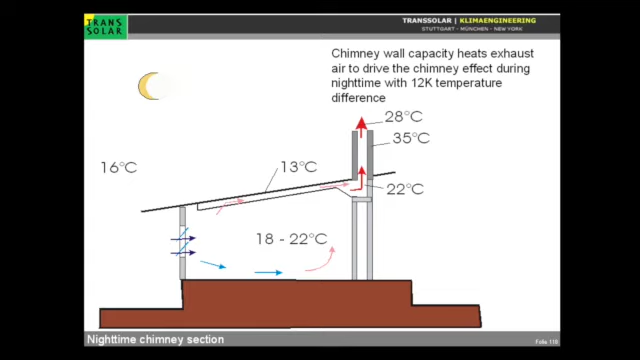 TRANS
SOLAR
TRANSSOLAR | KLIMAENGINEERING
STUTTGART - MÜNCHEN - NEW YORK
Chimney wall capacity heats exhaust
air to drive the chimney effect during
nighttime with 12K temperature
difference
28°C
35°C
16°C
13°C
22°C
18 - 22°C
Nighttime chimney section
Folie 119